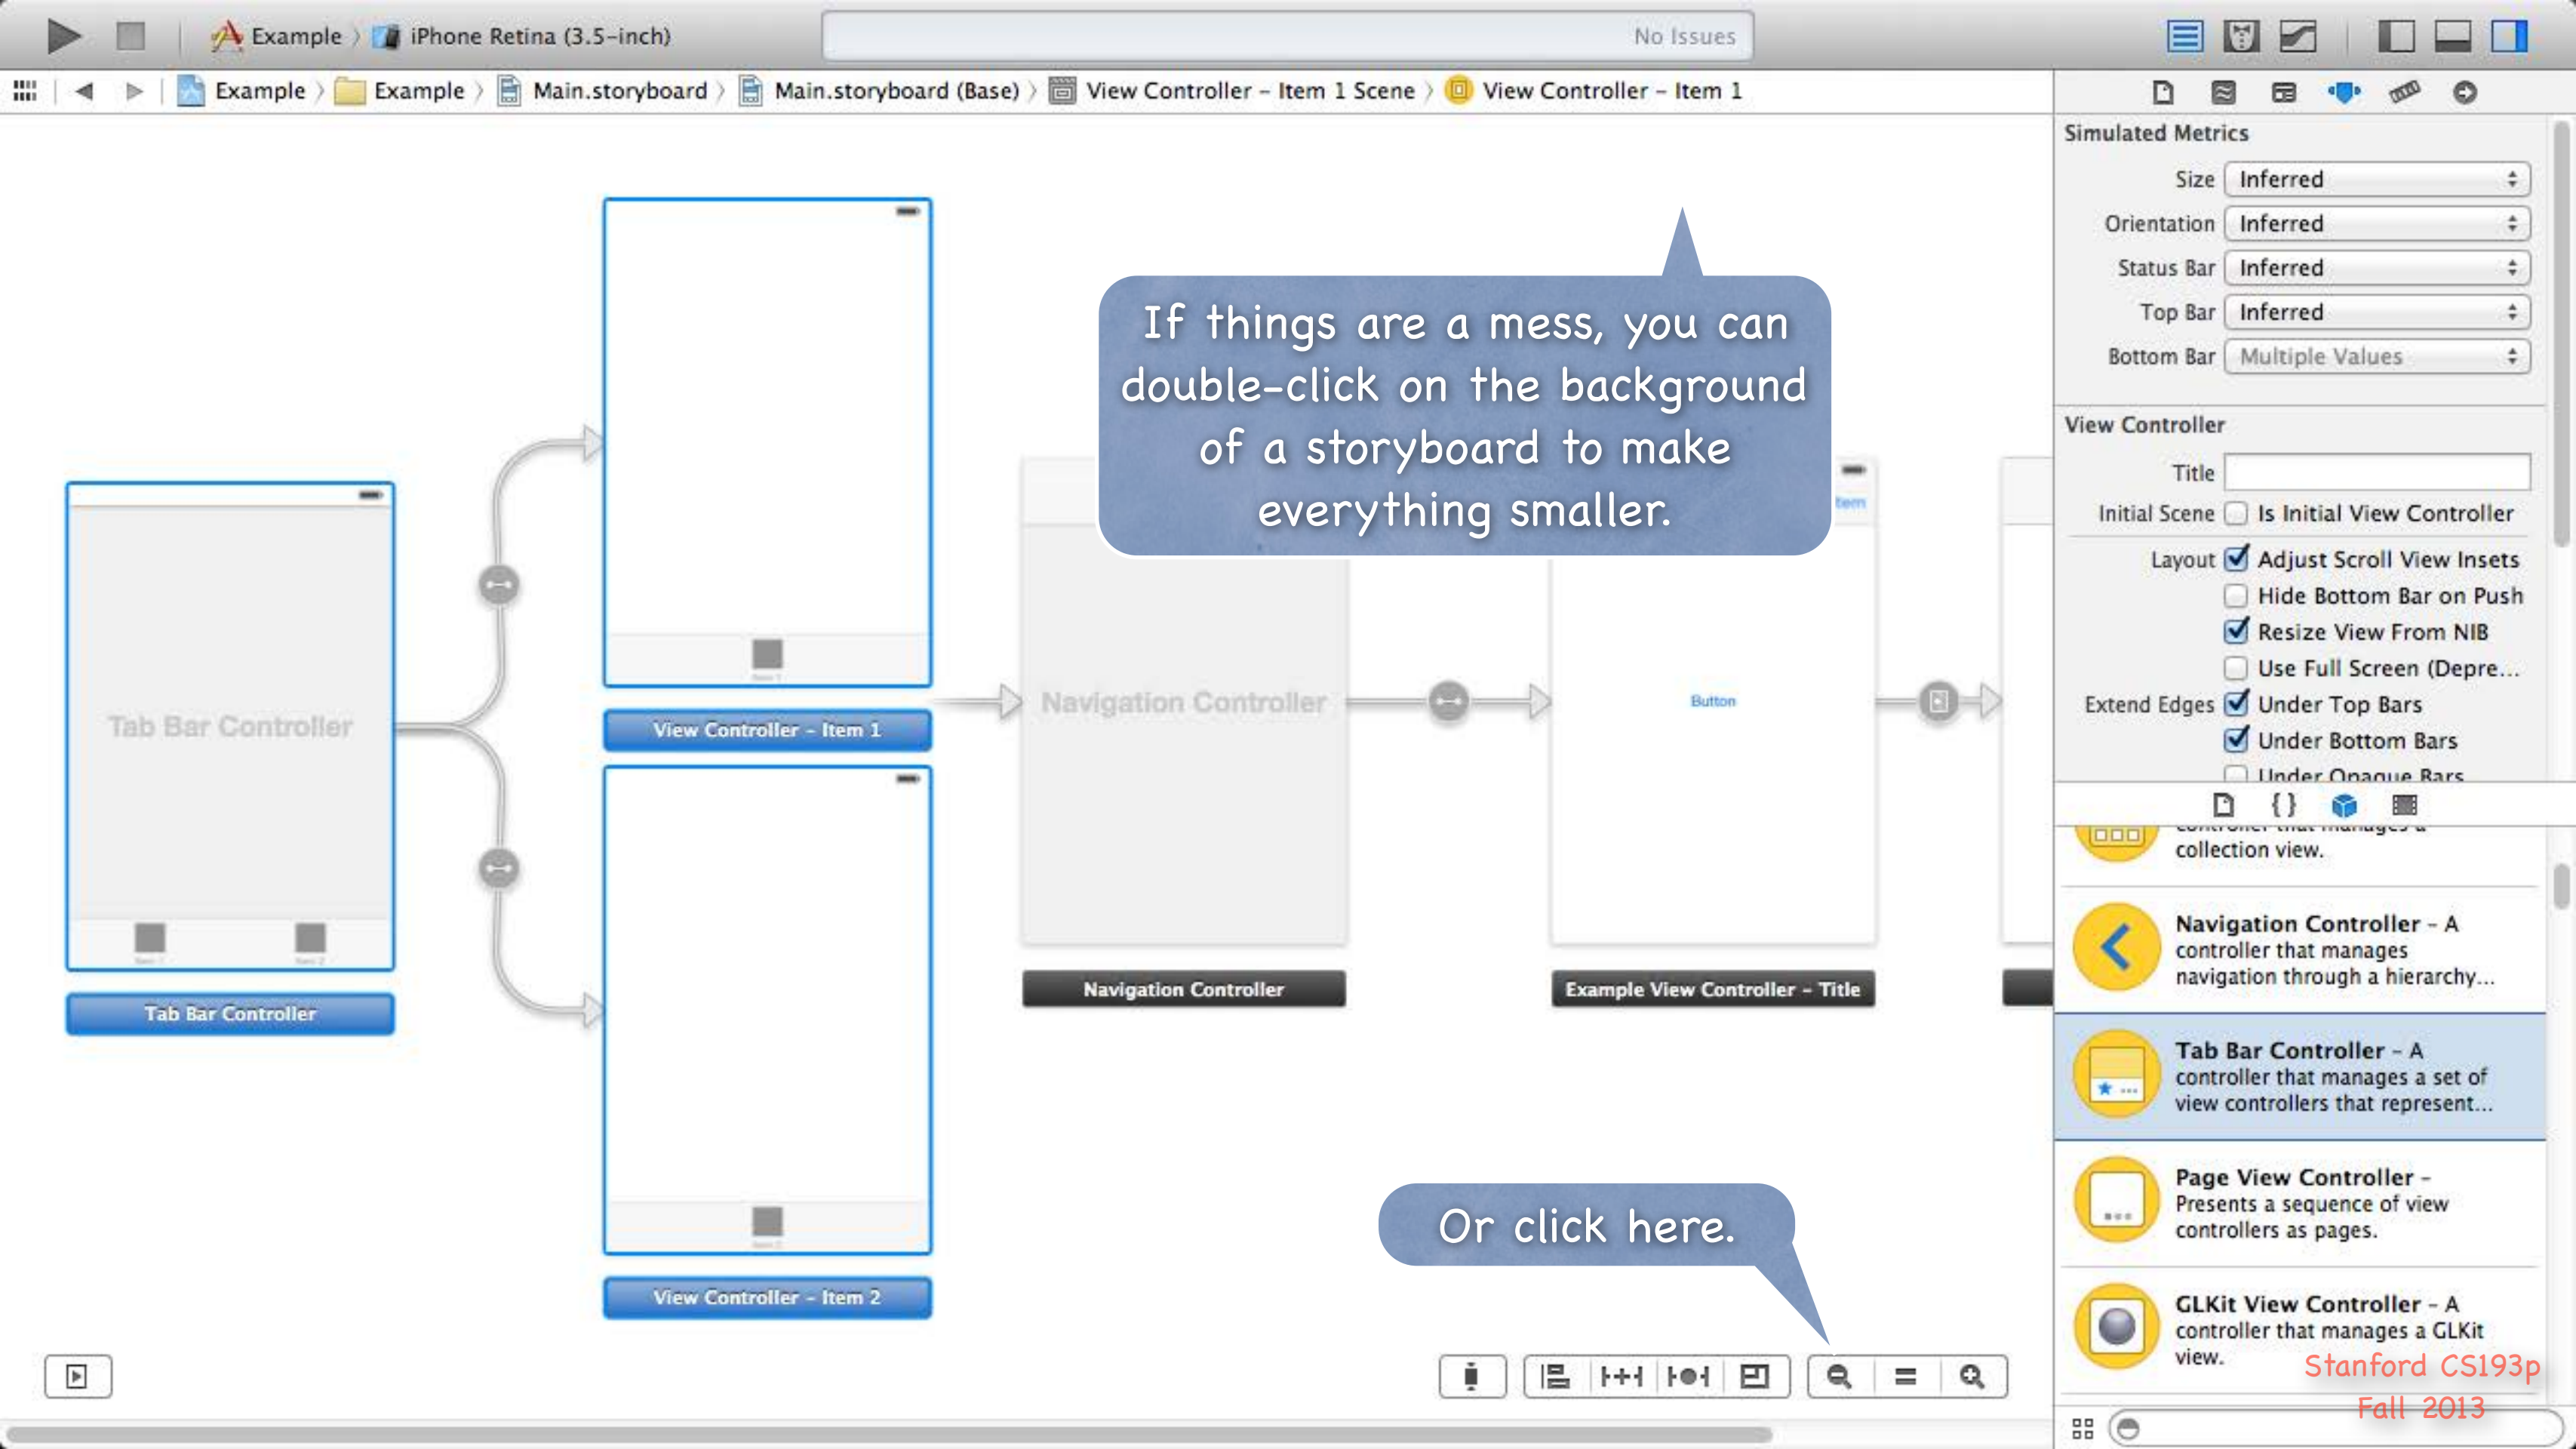 Example 〉 iPhone Retina (3.5-inch)
No Issues
Example 〉 Example 〉 Main.storyboard 〉 Main.storyboard (Base) 〉 View Controller – Item 1 Scene 〉 View Controller – Item 1
If things are a mess, you can
double-click on the background
of a storyboard to make
everything smaller.
Item
Tab Bar Controller
Tab Bar Controller
View Controller – Item 1
View Controller – Item 2
Navigation Controller
Navigation Controller
Button
Example View Controller – Title
Or click here.
Simulated Metrics
Size Inferred
Orientation Inferred
Status Bar Inferred
Top Bar Inferred
Bottom Bar Multiple Values
View Controller
Title
Initial Scene Is Initial View Controller
Layout Adjust Scroll View Insets
Hide Bottom Bar on Push
Resize View From NIB
Use Full Screen (Depre...
Extend Edges Under Top Bars
Under Bottom Bars
Under Opaque Bars
controller that manages a
collection view.
Navigation Controller – A
controller that manages
navigation through a hierarchy...
Tab Bar Controller – A
controller that manages a set of
view controllers that represent...
Page View Controller –
Presents a sequence of view
controllers as pages.
GLKit View Controller – A
controller that manages a GLKit
view.
Stanford CS193p
Fall 2013